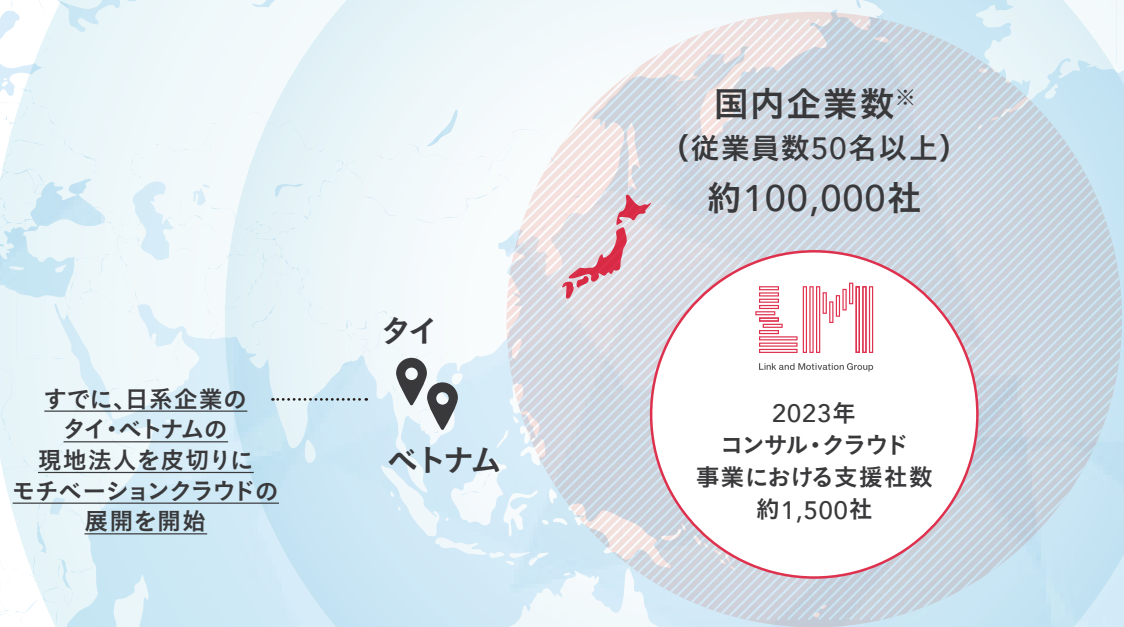 国内企業数※
（従業員数50名以上）
約100,000社
タイ
ベトナム
すでに、日系企業の
タイ・ベトナムの
現地法人を皮切りに
モチベーションクラウドの
展開を開始
LM
Link and Motivation Group
2023年
コンサル・クラウド
事業における支援社数
約1,500社